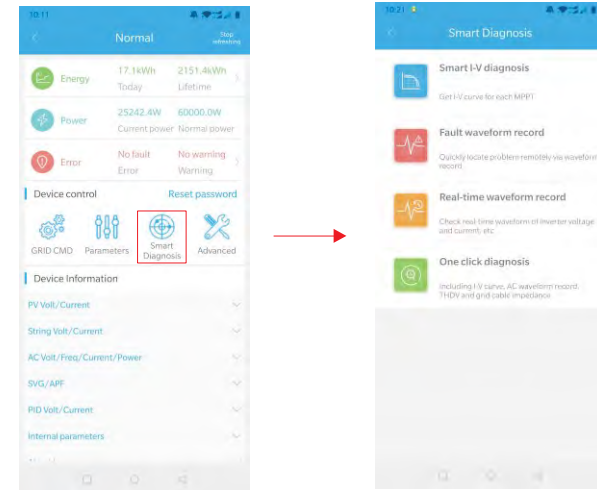 10:11
Normal
Stop
refreshing
Energy
17.1kWh
2151.4kWh
Today
Lifetime
Power
25242.4W
60000.0W
Current power
Normal power
Error
No fault
No warning
Error
Warning
Device control
Reset password
GRID CMD
Parameters
Smart
Diagnosis
Advanced
Device Information
PV Volt/Current
String Volt/Current
AC Volt/Freq/Current/Power
SVG/APF
PID Volt/Current
Internal parameters
10:21
Smart Diagnosis
Smart I-V diagnosis
Get I-V curve for each MPPT
Fault waveform record
Quickly locate problem remotely via waveform
record
Real-time waveform record
Check real-time waveform of inverter voltage
and current, etc
One click diagnosis
Including I-V curve, AC waveform record
THDV and grid cable impedance